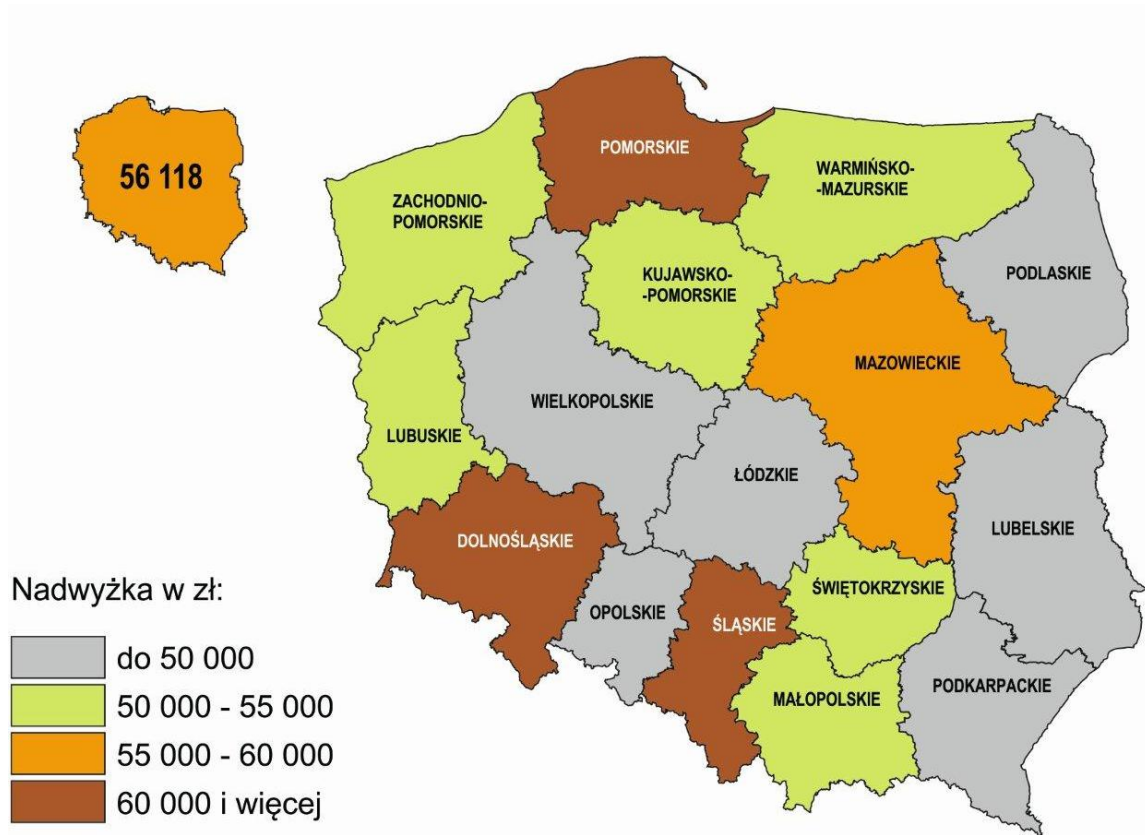 POMORSKIE
WARMIŃSKO-
-MAZURSKIE
56 118
ZACHODNIO-
POMORSKIE
KUJAWSKO-
-POMORSKIE
PODLASKIE
MAZOWIECKIE
WIELKOPOLSKIE
LUBUSKIE
ŁÓDZKIE
LUBELSKIE
DOLNOŚLĄSKIE
ŚWIĘTOKRZYSKIE
OPOLSKIE
ŚLĄSKIE
PODKARPACKIE
MAŁOPOLSKIE
Nadwyżka w zł:
do 50 000
50 000 - 55 000
55 000 - 60 000
60 000 i więcej